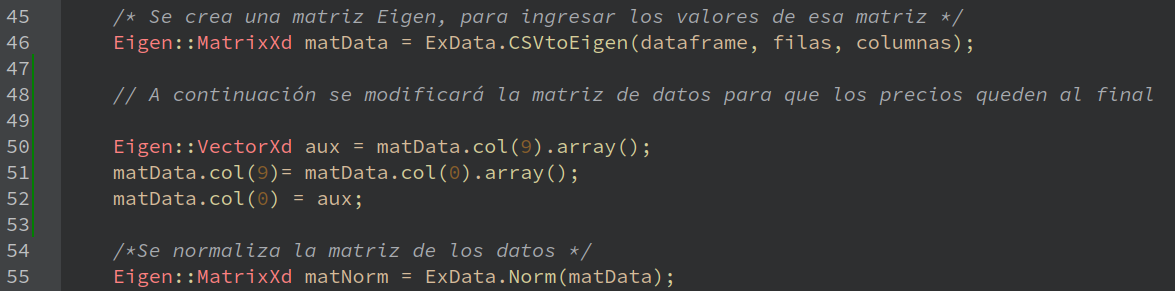 45 /* Se crea una matriz Eigen, para ingresar los valores de esa matriz */
46 Eigen::MatrixXd matData = ExData.CSVtoEigen(dataframe, filas, columnas);
47
48 // A continuación se modificará la matriz de datos para que los precios queden al final
49
50 Eigen::VectorXd aux = matData.col(9).array();
51 matData.col(9)= matData.col(0).array();
52 matData.col(0) = aux;
53
54 /*Se normaliza la matriz de los datos */
55 Eigen::MatrixXd matNorm = ExData.Norm(matData);